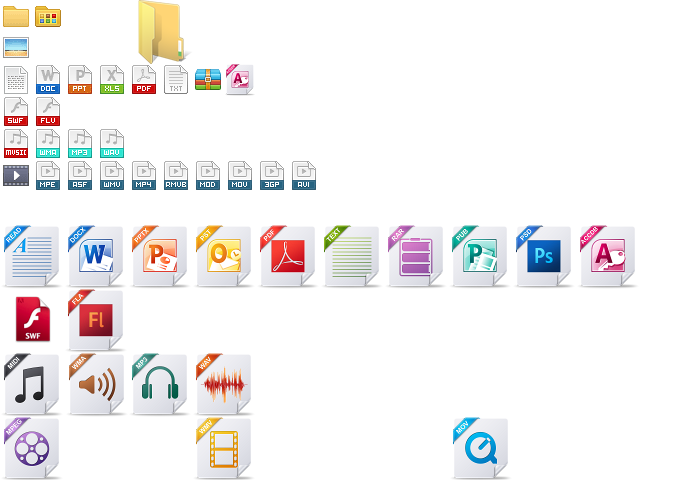 DOC PPT XLS PDF TXT
SWF FLV
MUSIC WMA MP3 WAV
MPE ASF WMV MP4 RMVB MOD MOV 3GP AVI
READ DOCX PPTX PST PDF TEXT RAR PUB PSD ACCDB
A W P O P Ps A
SWF FLA Fl
MIDI WMA MP3 WAV
MPEG WMV MOV